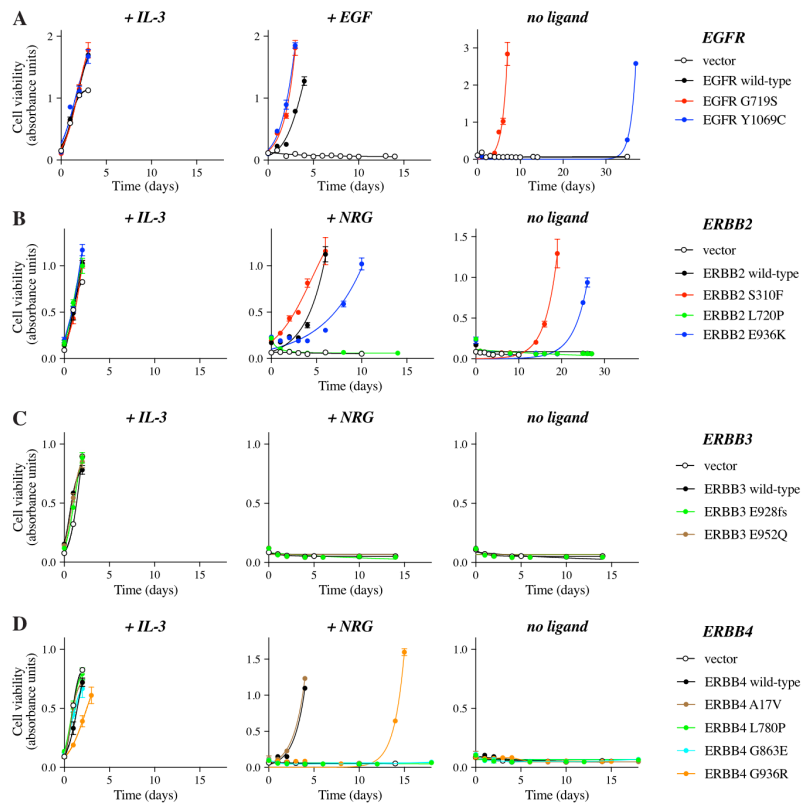 A
+ IL-3
+ EGF
no ligand
EGFR
Cell viability
(absorbance units)
2
1
0
0 5 10 15
Time (days)
2
1
0
0 5 10 15
Time (days)
3
2
1
0
0 10 20 30
Time (days)
vector
EGFR wild-type
EGFR G719S
EGFR Y1069C
B
+ IL-3
+ NRG
no ligand
ERBB2
Cell viability
(absorbance units)
1.5
1.0
0.5
0.0
0 5 10 15
Time (days)
1.0
0.5
0.0
0 5 10 15
Time (days)
1.5
1.0
0.5
0.0
0 10 20 30
Time (days)
vector
ERBB2 wild-type
ERBB2 S310F
ERBB2 L720P
ERBB2 E936K
C
+ IL-3
+ NRG
no ligand
ERBB3
Cell viability
(absorbance units)
1.0
0.5
0.0
0 5 10 15
Time (days)
1.0
0.5
0.0
0 5 10 15
Time (days)
1.0
0.5
0.0
0 5 10 15
Time (days)
vector
ERBB3 wild-type
ERBB3 E928fs
ERBB3 E952Q
D
+ IL-3
+ NRG
no ligand
ERBB4
Cell viability
(absorbance units)
1.0
0.5
0.0
0 5 10 15
Time (days)
1.5
1.0
0.5
0.0
0 5 10 15
Time (days)
1.0
0.5
0.0
0 5 10 15
Time (days)
vector
ERBB4 wild-type
ERBB4 A17V
ERBB4 L780P
ERBB4 G863E
ERBB4 G936R